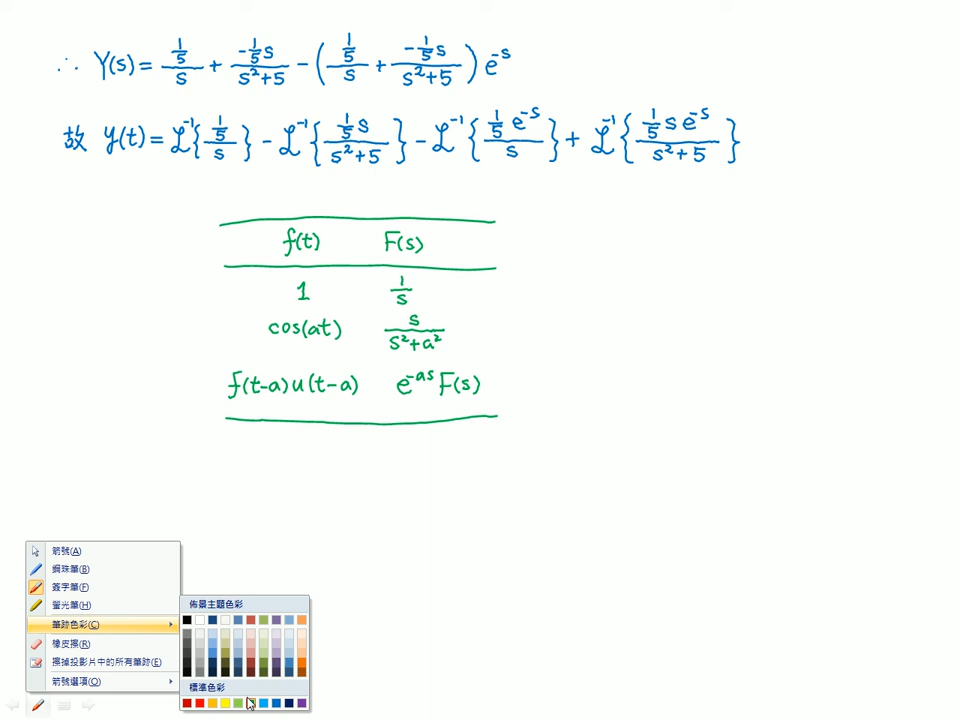 ∴ Y(s) = (1/5)/s + (-1/5 s)/(s²+5) - ( (1/5)/s + (-1/5 s)/(s²+5) ) e^{-s}
故 y(t) = ℒ⁻¹{ (1/5)/s } - ℒ⁻¹{ (1/5 s)/(s²+5) } - ℒ⁻¹{ (1/5 e^{-s})/s } + ℒ⁻¹{ (1/5 s e^{-s})/(s²+5) }
f(t) F(s)
1 1/s
cos(at) s/(s²+a²)
f(t-a)u(t-a) e^{-as}F(s)
箭號(A)
鋼珠筆(B)
簽字筆(F)
螢光筆(H)
筆跡色彩(C)
橡皮擦(R)
擦掉投影片中的所有筆跡(E)
箭號選項(O)
佈景主題色彩
標準色彩